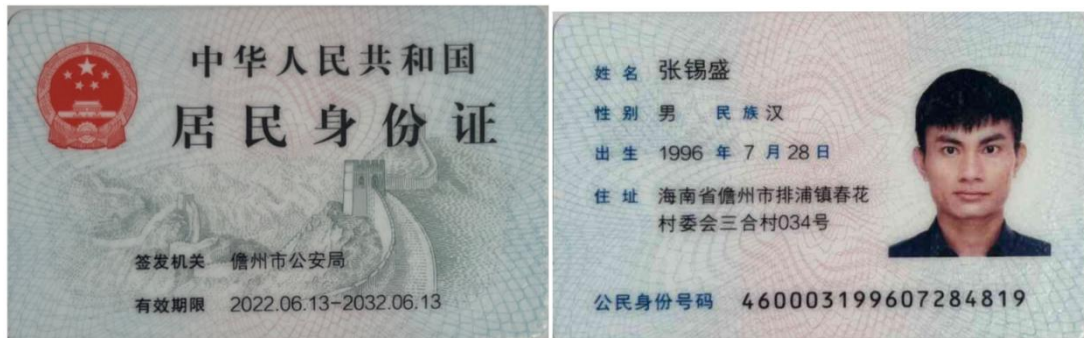 中华人民共和国
居民身份证
签发机关 儋州市公安局
有效期限 2022.06.13-2032.06.13
姓名 张锡盛
性别 男 民族 汉
出生 1996 年 7 月 28 日
住址 海南省儋州市排浦镇春花
村委会三合村034号
公民身份号码 460003199607284819